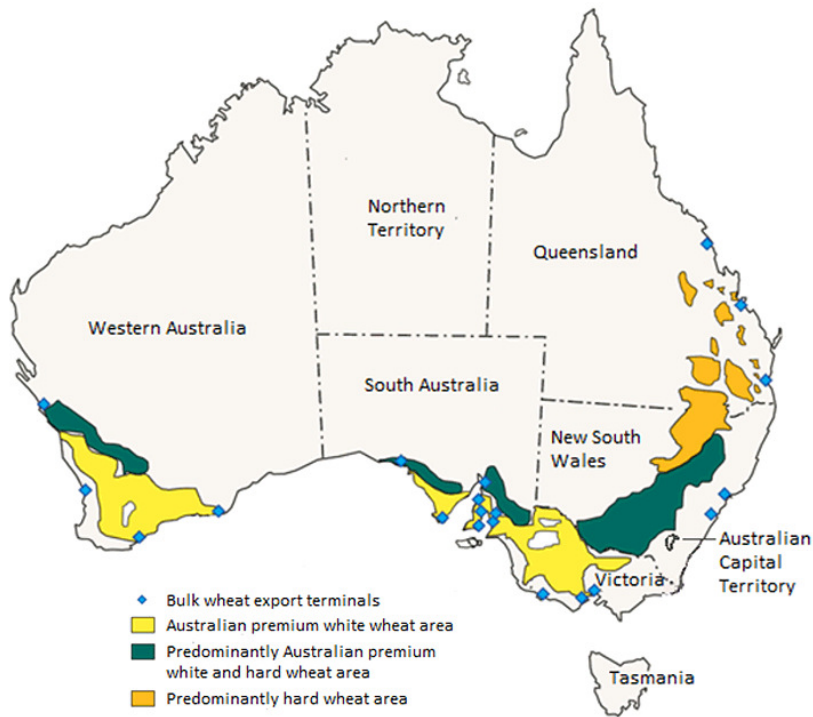 Northern
Territory
Queensland
Western Australia
South Australia
New South
Wales
Australian
Capital
Territory
Victoria
Tasmania
Bulk wheat export terminals
Australian premium white wheat area
Predominantly Australian premium
white and hard wheat area
Predominantly hard wheat area